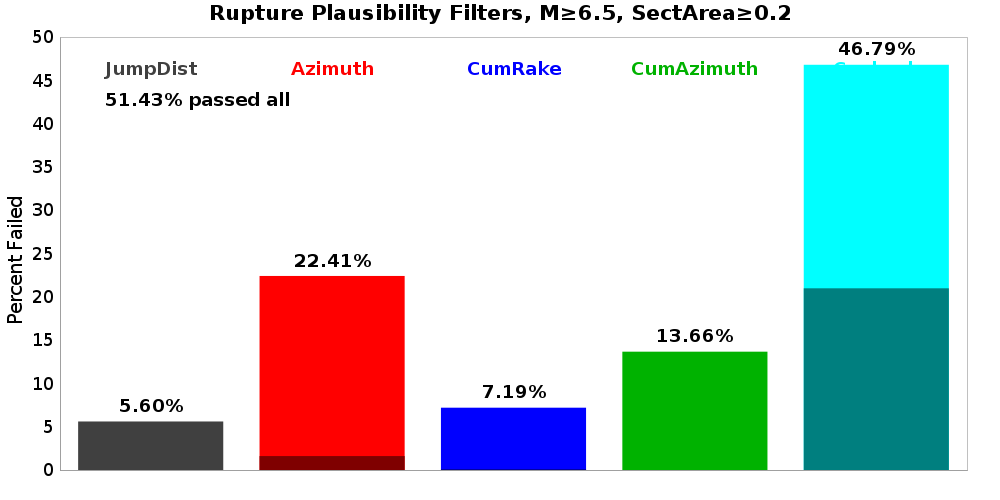 Rupture Plausibility Filters, M≥6.5, SectArea≥0.2
50
45
40
35
30
25
20
15
10
5
0
Percent Failed
JumpDist
Azimuth
CumRake
CumAzimuth
51.43% passed all
5.60%
22.41%
7.19%
13.66%
46.79%